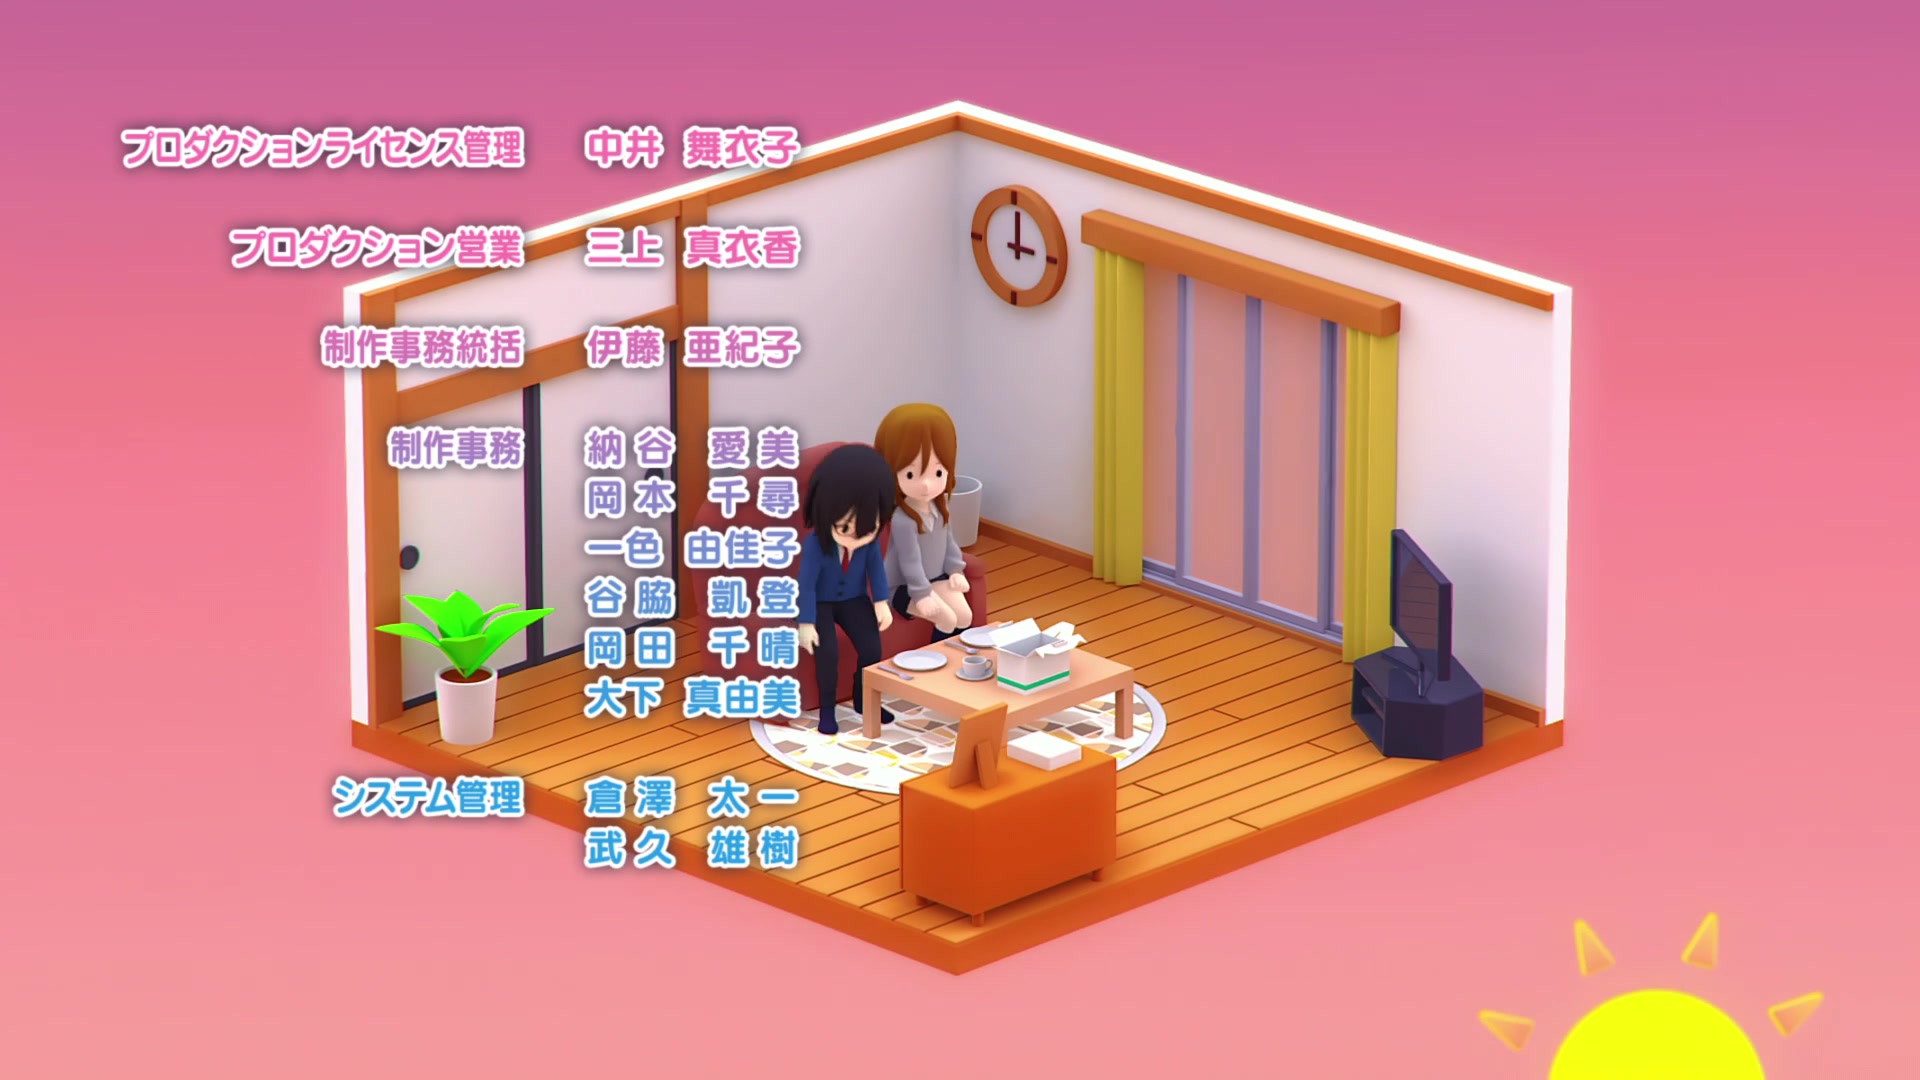 プロダクションライセンス管理 中井 舞衣子
プロダクション営業 三上 真衣香
制作事務統括 伊藤 亜紀子
制作事務 納谷 愛美
岡本 千尋
一色 由佳子
谷脇 凱登
岡田 千晴
大下 真由美
システム管理 倉澤 太一
武久 雄樹